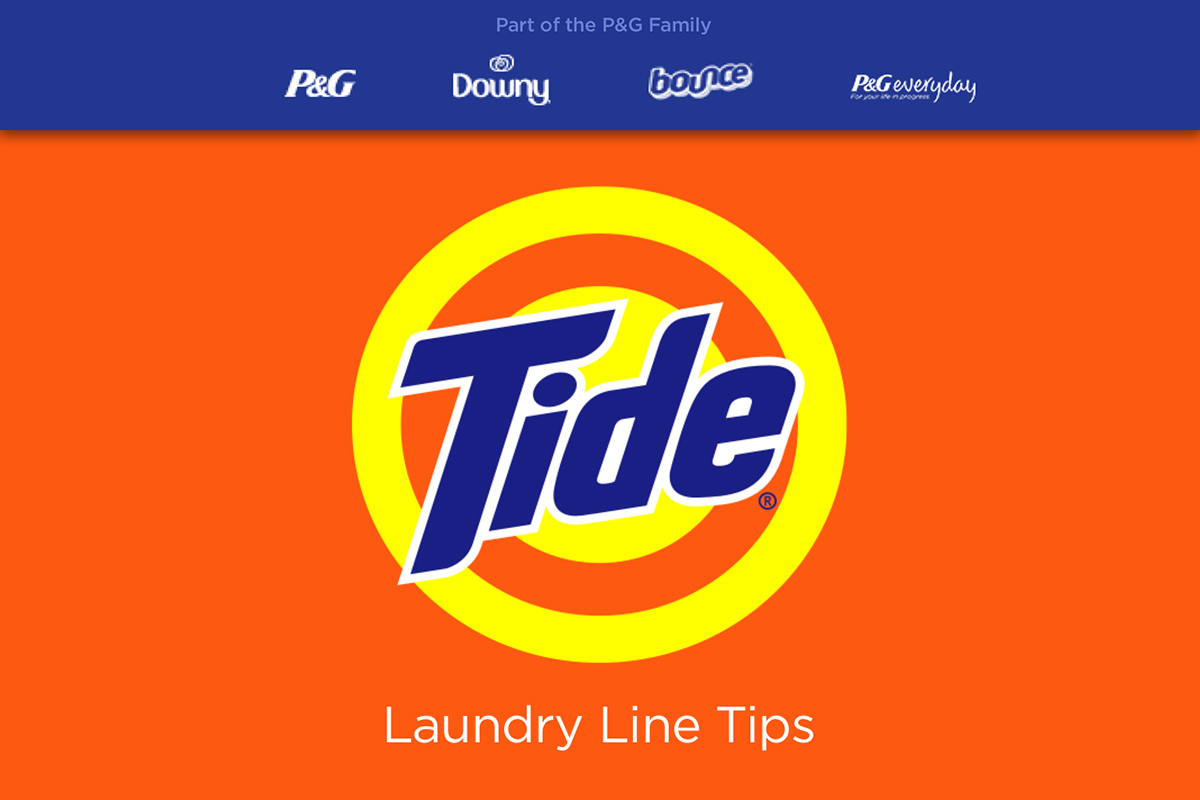 Part of the P&G Family
P&G
Downy
bounce
P&G everyday
For your life in progress.
Tide®
Laundry Line Tips